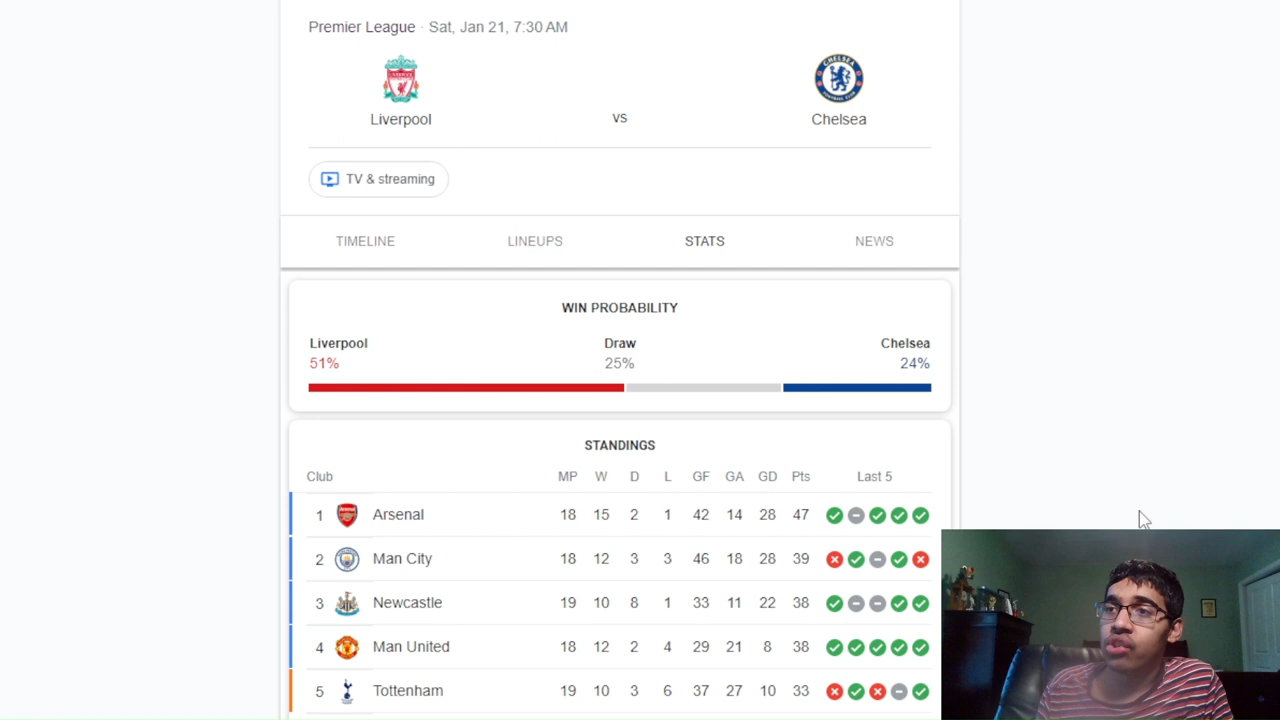 Premier League · Sat, Jan 21, 7:30 AM
Liverpool vs Chelsea
TV & streaming
TIMELINE LINEUPS STATS NEWS
WIN PROBABILITY
Liverpool Draw Chelsea
51% 25% 24%
STANDINGS
Club MP W D L GF GA GD Pts Last 5
1 Arsenal 18 15 2 1 42 14 28 47
2 Man City 18 12 3 3 46 18 28 39
3 Newcastle 19 10 8 1 33 11 22 38
4 Man United 18 12 2 4 29 21 8 38
5 Tottenham 19 10 3 6 37 27 10 33